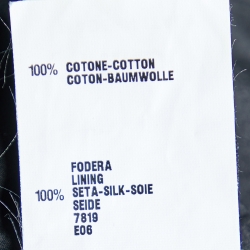 100% COTONE-COTTON
COTON-BAUMWOLLE
FODERA
LINING
100% SETA-SILK-SOIE
SEIDE
7819
E06